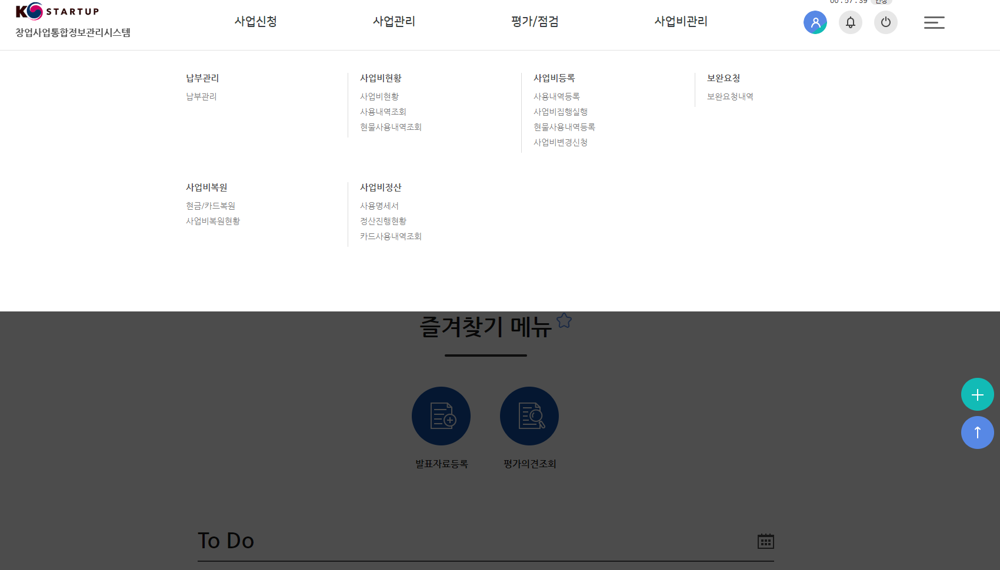 00:57:39 연장
K STARTUP
창업사업통합정보관리시스템
사업신청 사업관리 평가/점검 사업비관리
납부관리
납부관리
사업비현황
사업비현황
사용내역조회
현물사용내역조회
사업비등록
사용내역등록
사업비집행실행
현물사용내역등록
사업비변경신청
보완요청
보완요청내역
사업비복원
현금/카드복원
사업비복원현황
사업비정산
사용명세서
정산진행현황
카드사용내역조회
즐겨찾기 메뉴
발표자료등록 평가의견조회
To Do